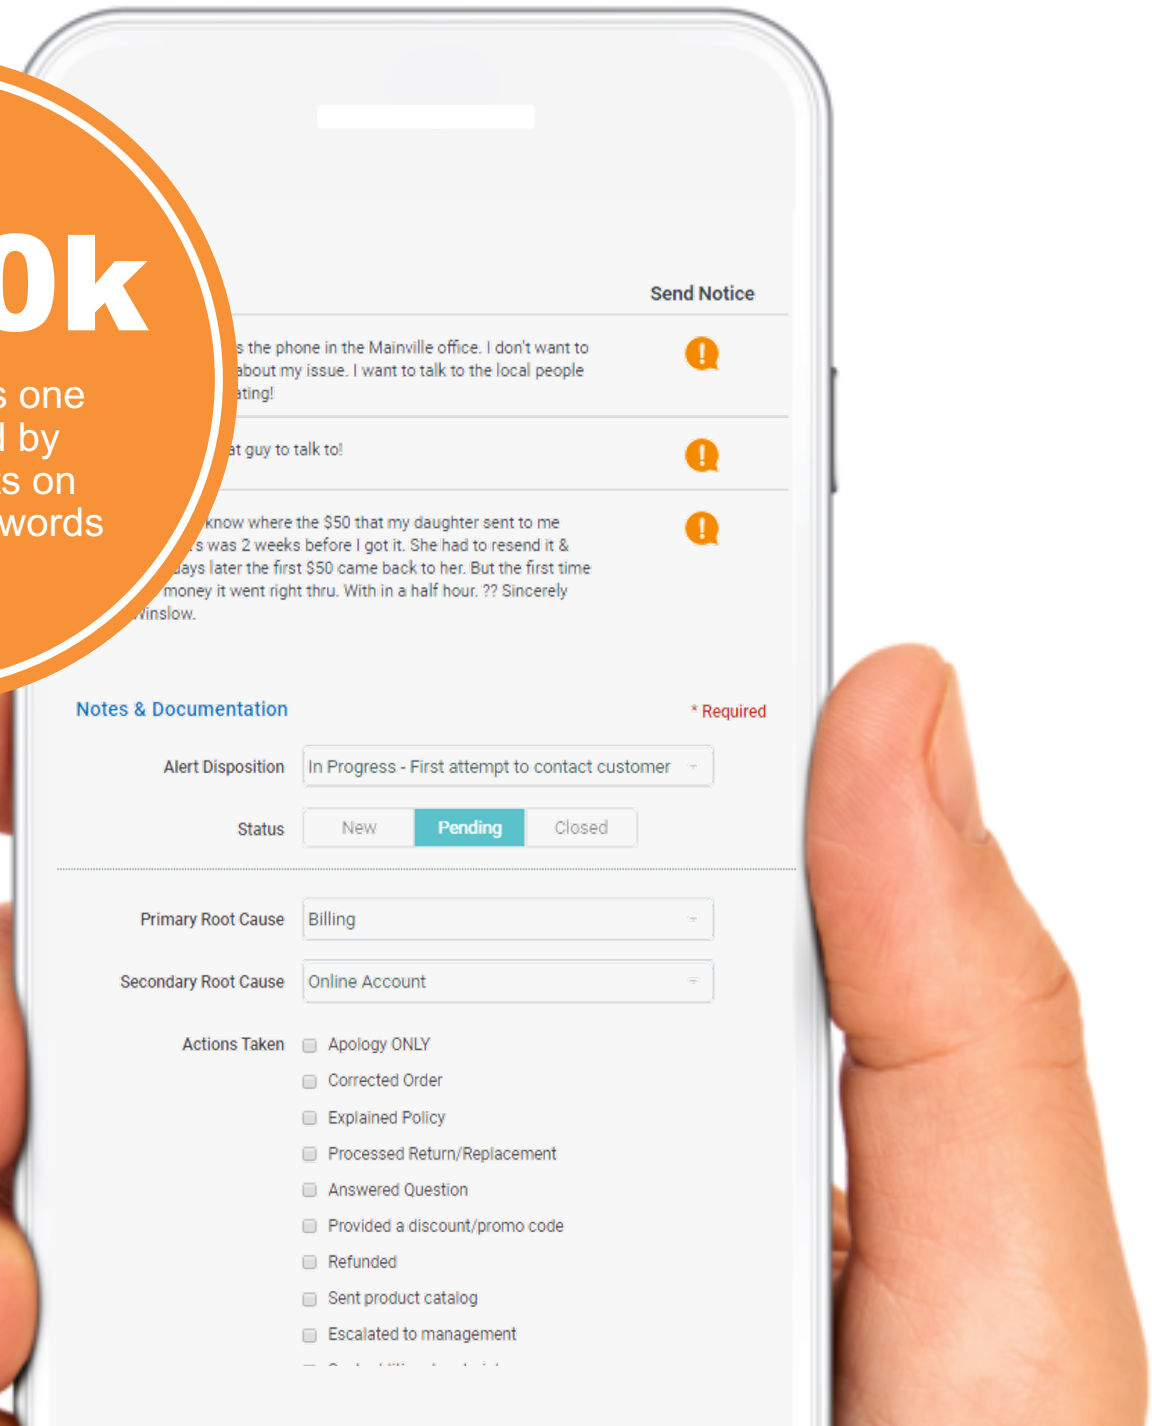 0k
s one
by
s on
words
Send Notice
s the phone in the Mainville office. I don't want to
about my issue. I want to talk to the local people
ating!
at guy to talk to!
know where the $50 that my daughter sent to me
's was 2 weeks before I got it. She had to resend it &
days later the first $50 came back to her. But the first time
money it went right thru. With in a half hour. ?? Sincerely
Winslow.
Notes & Documentation
* Required
Alert Disposition In Progress - First attempt to contact customer
Status New Pending Closed
Primary Root Cause Billing
Secondary Root Cause Online Account
Actions Taken Apology ONLY
Corrected Order
Explained Policy
Processed Return/Replacement
Answered Question
Provided a discount/promo code
Refunded
Sent product catalog
Escalated to management